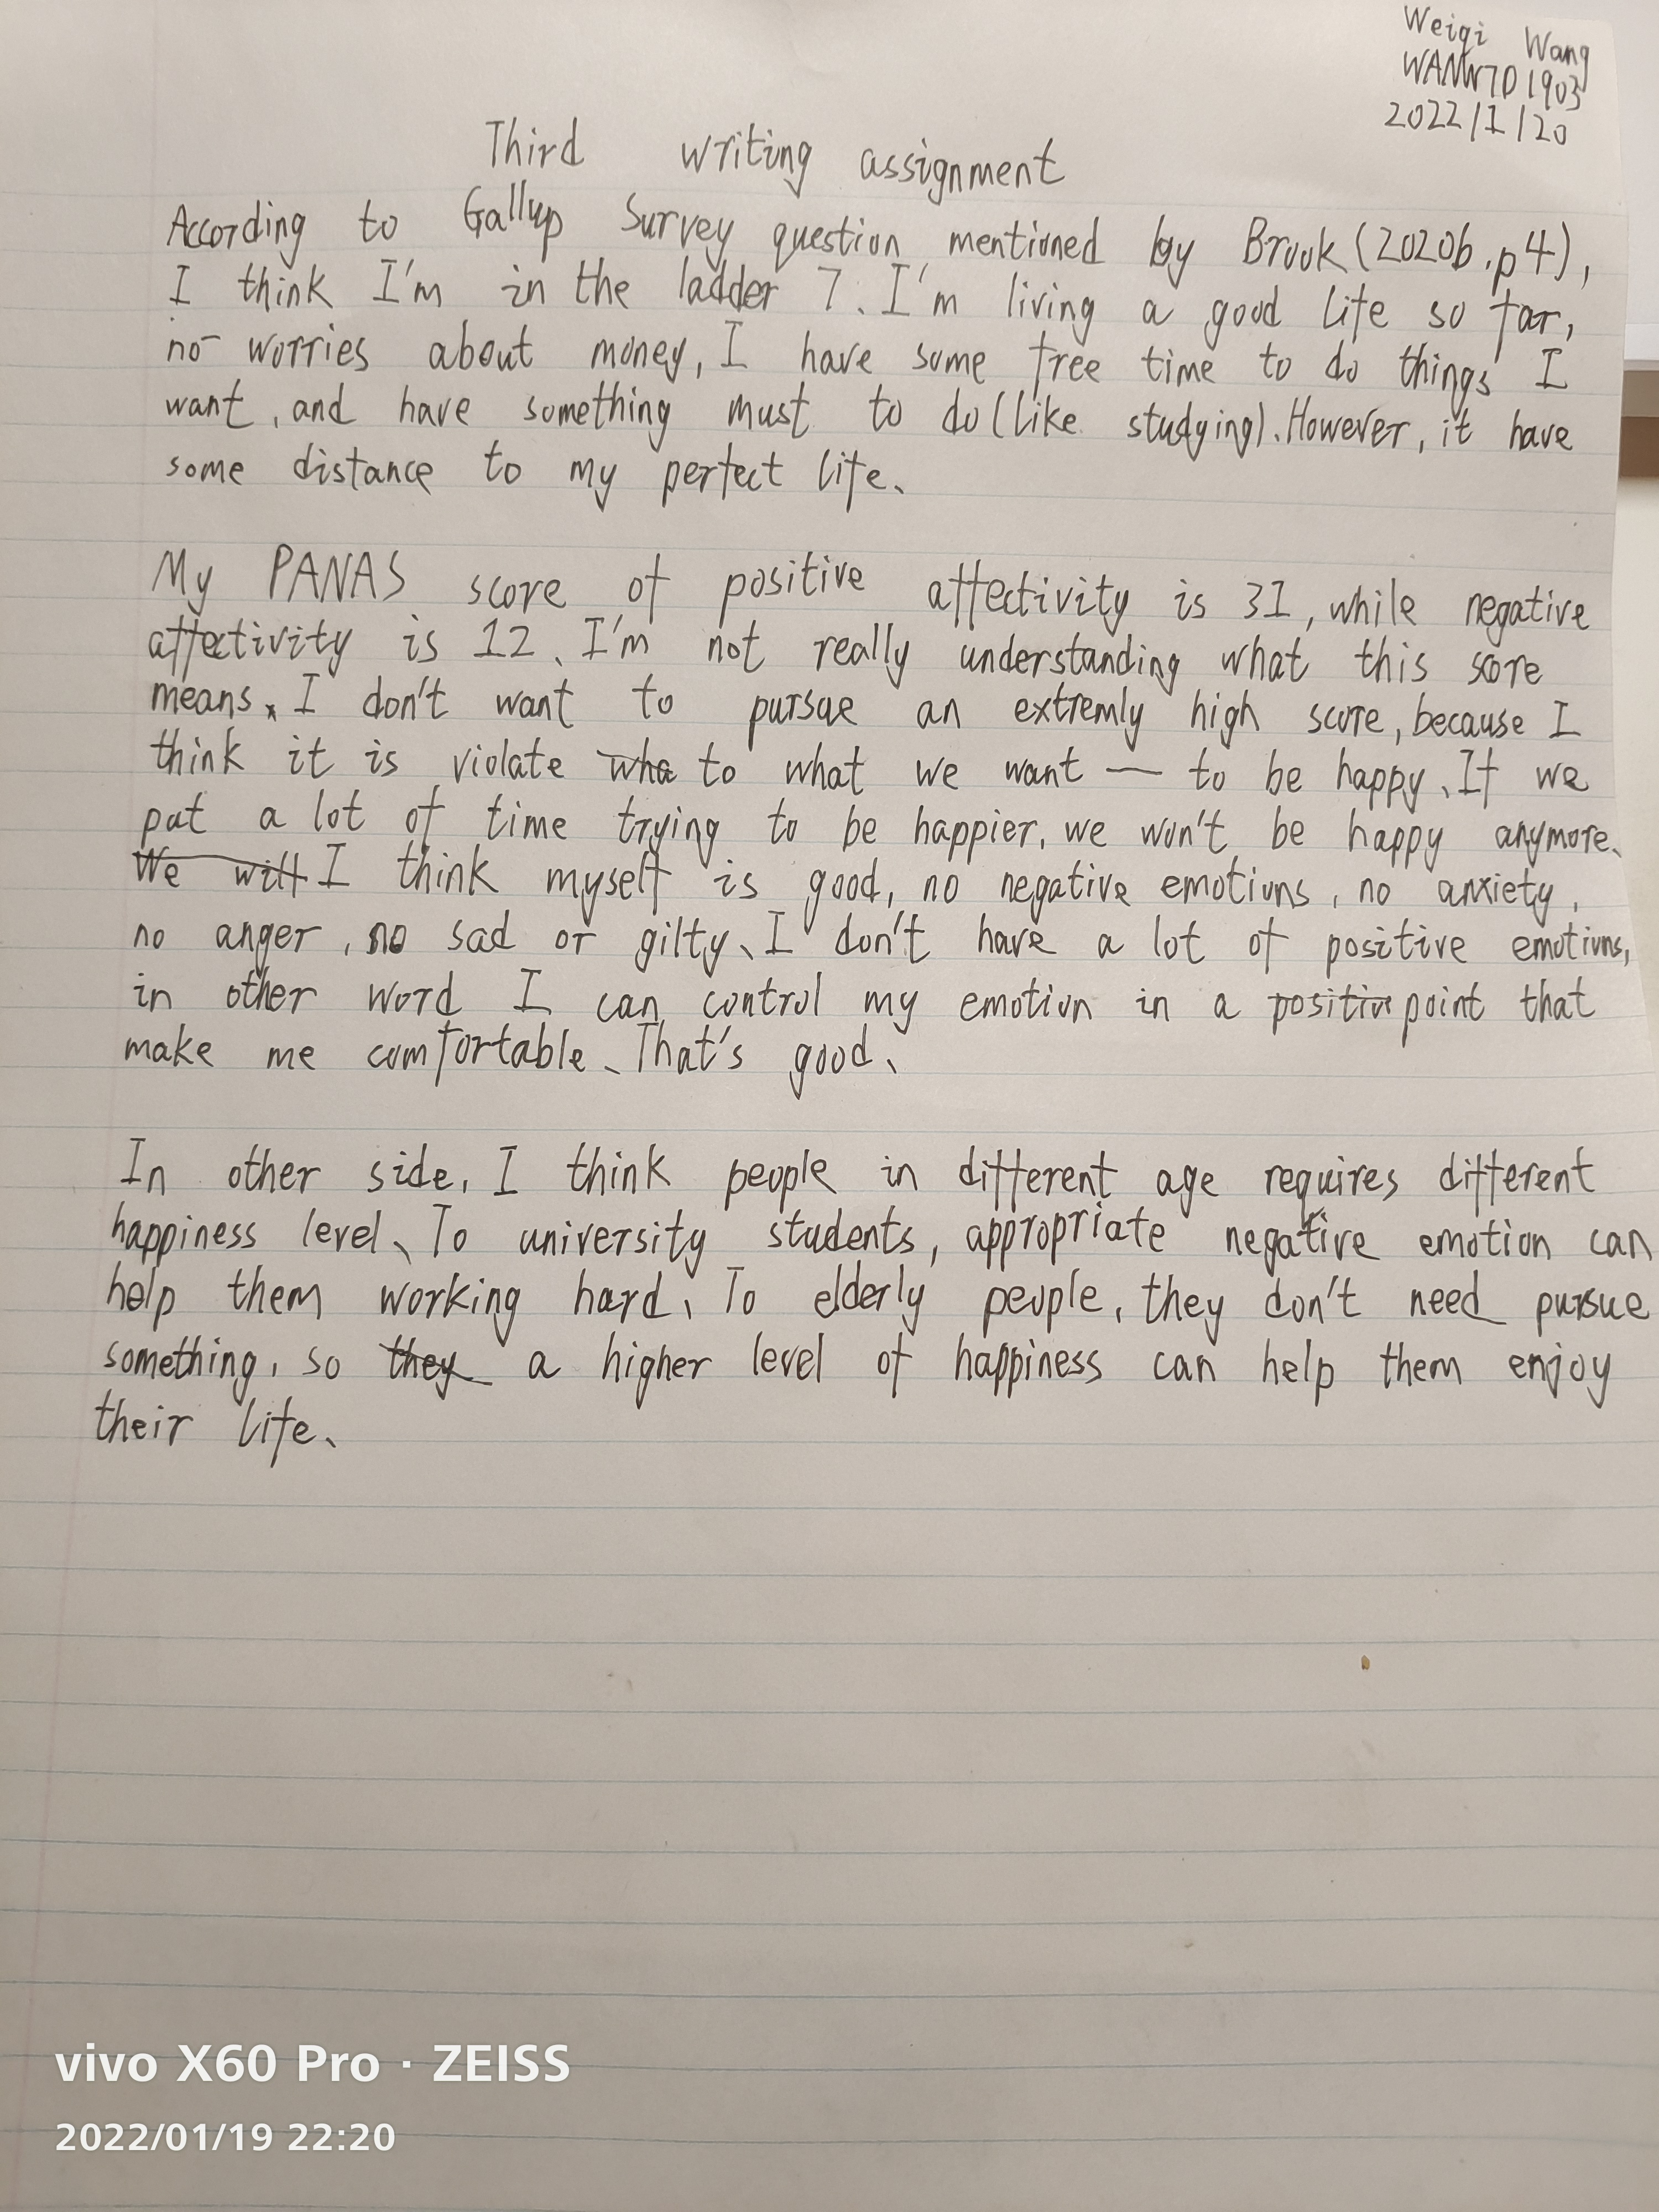 Weiqi Wang
WANW7D1903
2022/1/20
Third writing assignment
According to Gallup Survey question mentioned by Brook(2020b.p4),
I think I'm in the ladder 7. I'm living a good life so far,
no worries about money, I have some free time to do things I
want, and have something must to do(like studying). However, it have
some distance to my perfect life.
My PANAS score of positive affectivity is 31, while negative
affectivity is 12. I'm not really understanding what this score
means. I don't want to pursue an extremly high score, because I
think it is violate wha to what we want — to be happy. If we
put a lot of time trying to be happier, we won't be happy anymore.
We will I think myself is good, no negative emotions, no anxiety,
no anger, no sad or gilty. I don't have a lot of positive emotions,
in other word I can control my emotion in a positive point that
make me comfortable. That's good.
In other side, I think people in different age requires different
happiness level. To university students, appropriate negative emotion can
help them working hard. To elderly people, they don't need pursue
something, so they a higher level of happiness can help them enjoy
their life.
vivo X60 Pro · ZEISS
2022/01/19 22:20